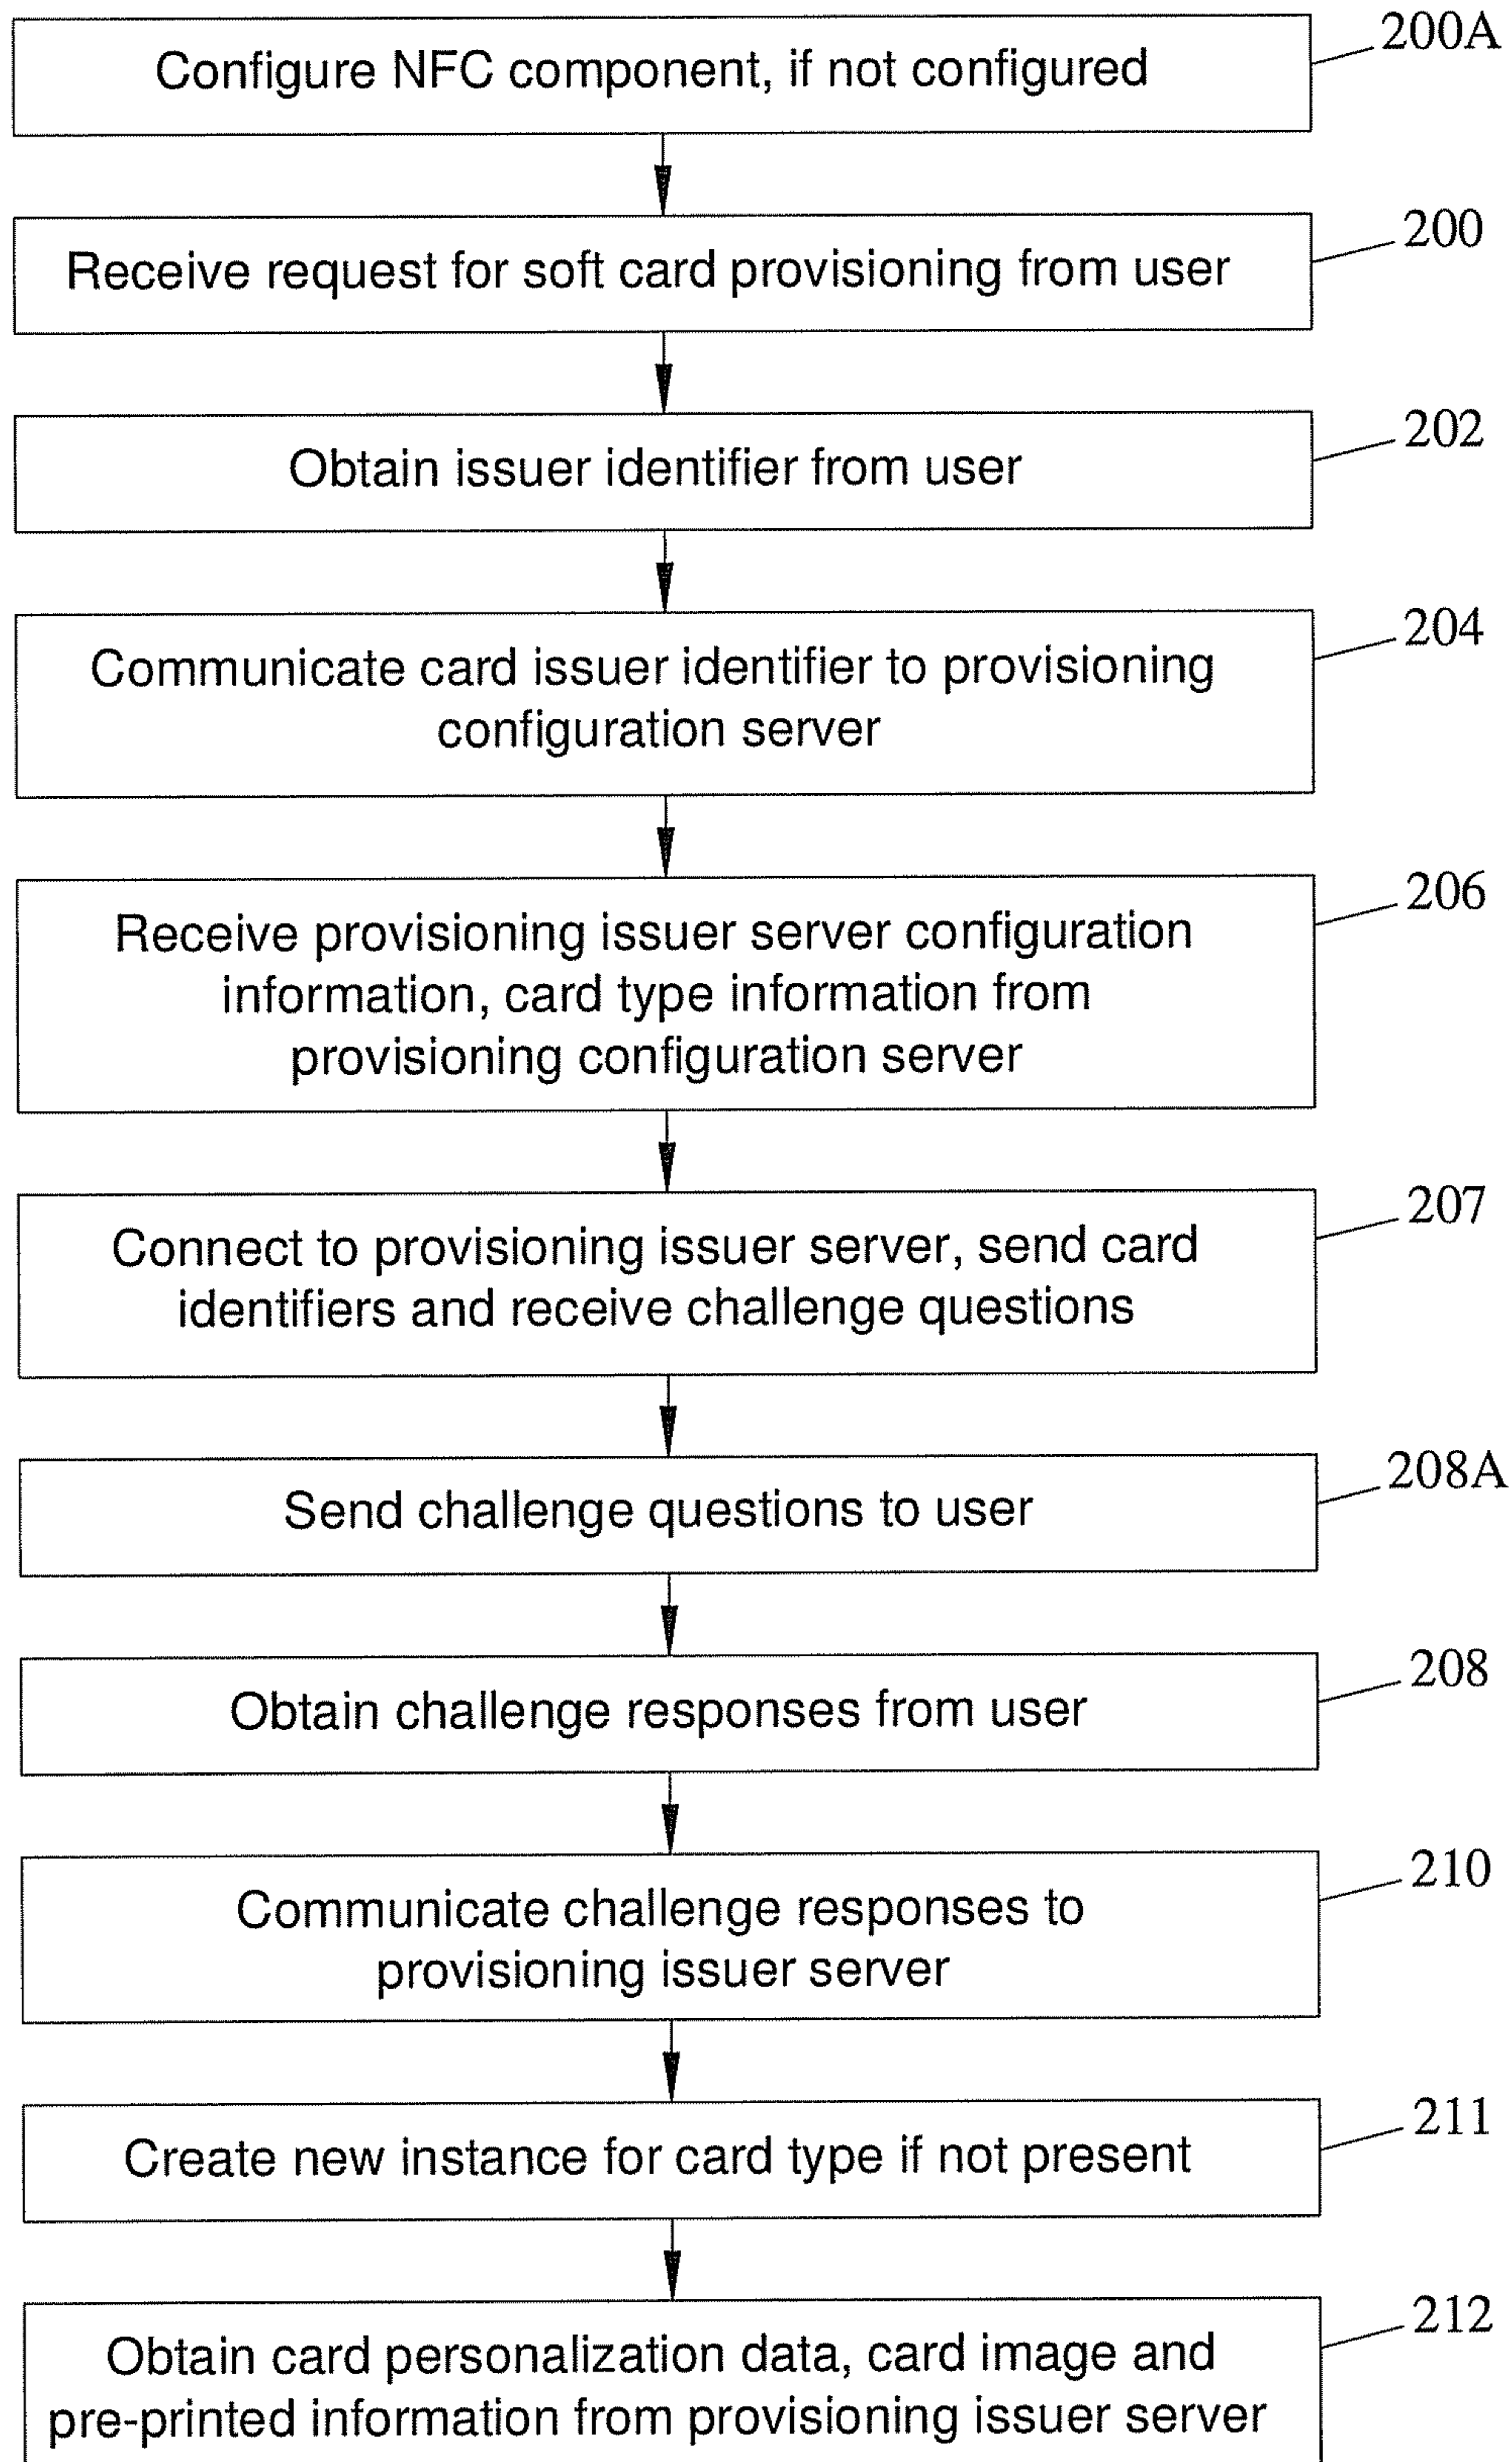 Configure NFC component, if not configured
200A
Receive request for soft card provisioning from user
200
Obtain issuer identifier from user
202
Communicate card issuer identifier to provisioning
configuration server
204
Receive provisioning issuer server configuration
information, card type information from
provisioning configuration server
206
Connect to provisioning issuer server, send card
identifiers and receive challenge questions
207
Send challenge questions to user
208A
Obtain challenge responses from user
208
Communicate challenge responses to
provisioning issuer server
210
Create new instance for card type if not present
211
Obtain card personalization data, card image and
pre-printed information from provisioning issuer server
212